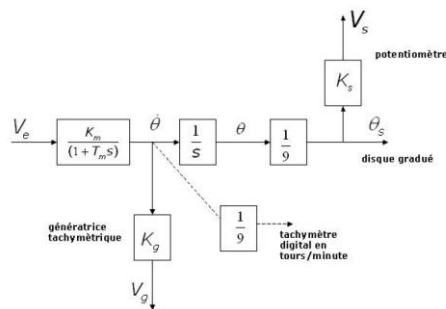 V_s
potentiomètre
K_s
V_e
K_m
(1+T_m s)
θ̇
1
s
θ
1
9
θ_s
disque gradué
génératrice
tachymètrique
K_g
V_g
1
9
tachymètre
digital en
tours/minute